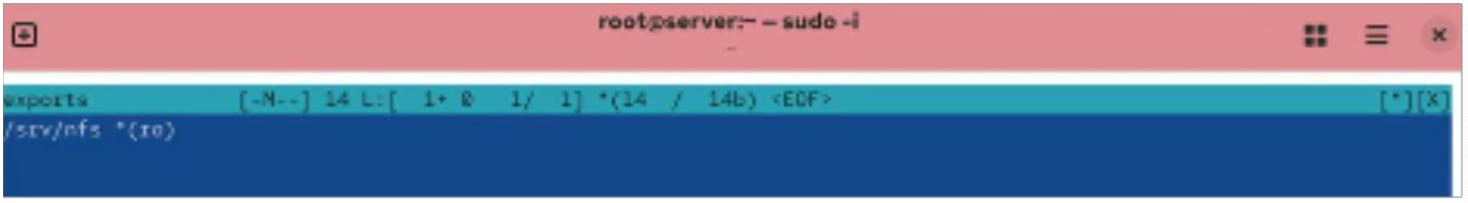 root@server:~ — sudo -i
~
exports [-M--] 14 L:[ 1+ 0 1/ 1] *(14 / 14b) <EOF> [*][X]
/srv/nfs *(ro)